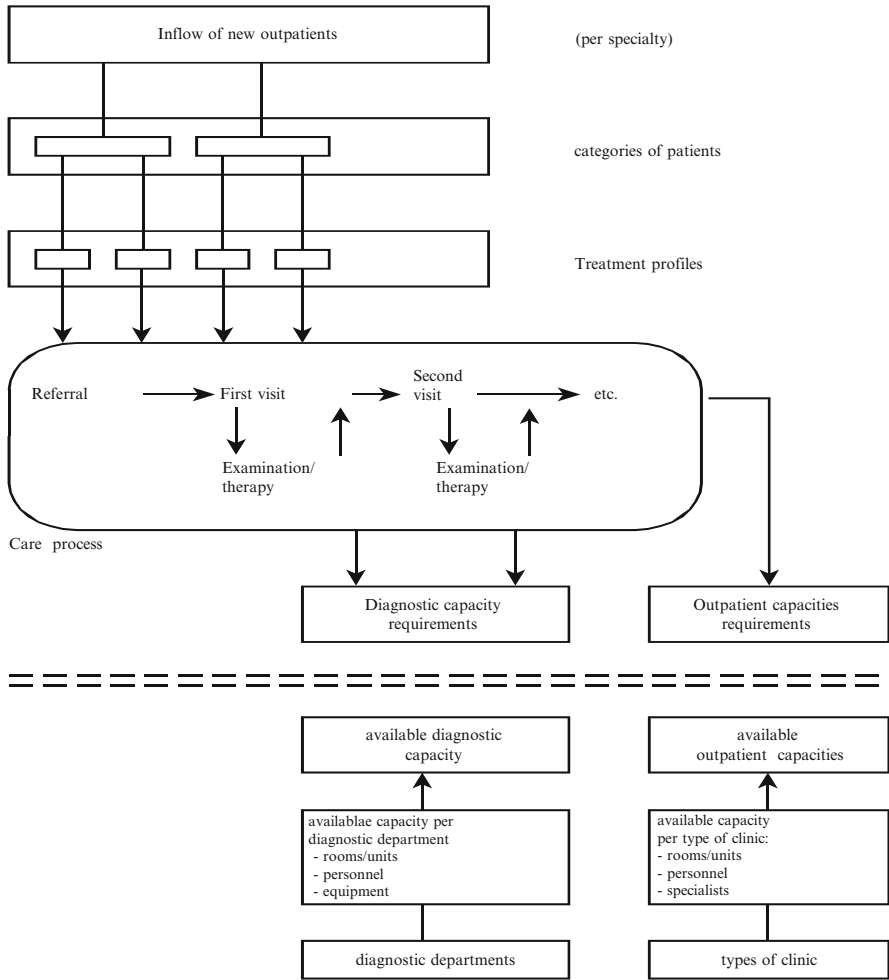 Inflow of new outpatients
(per specialty)
categories of patients
Treatment profiles
Referral
First visit
Second
visit
etc.
Examination/
therapy
Examination/
therapy
Care process
Diagnostic capacity
requirements
Outpatient capacities
requirements
available diagnostic
capacity
available
outpatient capacities
availablae capacity per
diagnostic department
- rooms/units
- personnel
- equipment
available capacity
per type of clinic:
- rooms/units
- personnel
- specialists
diagnostic departments
types of clinic